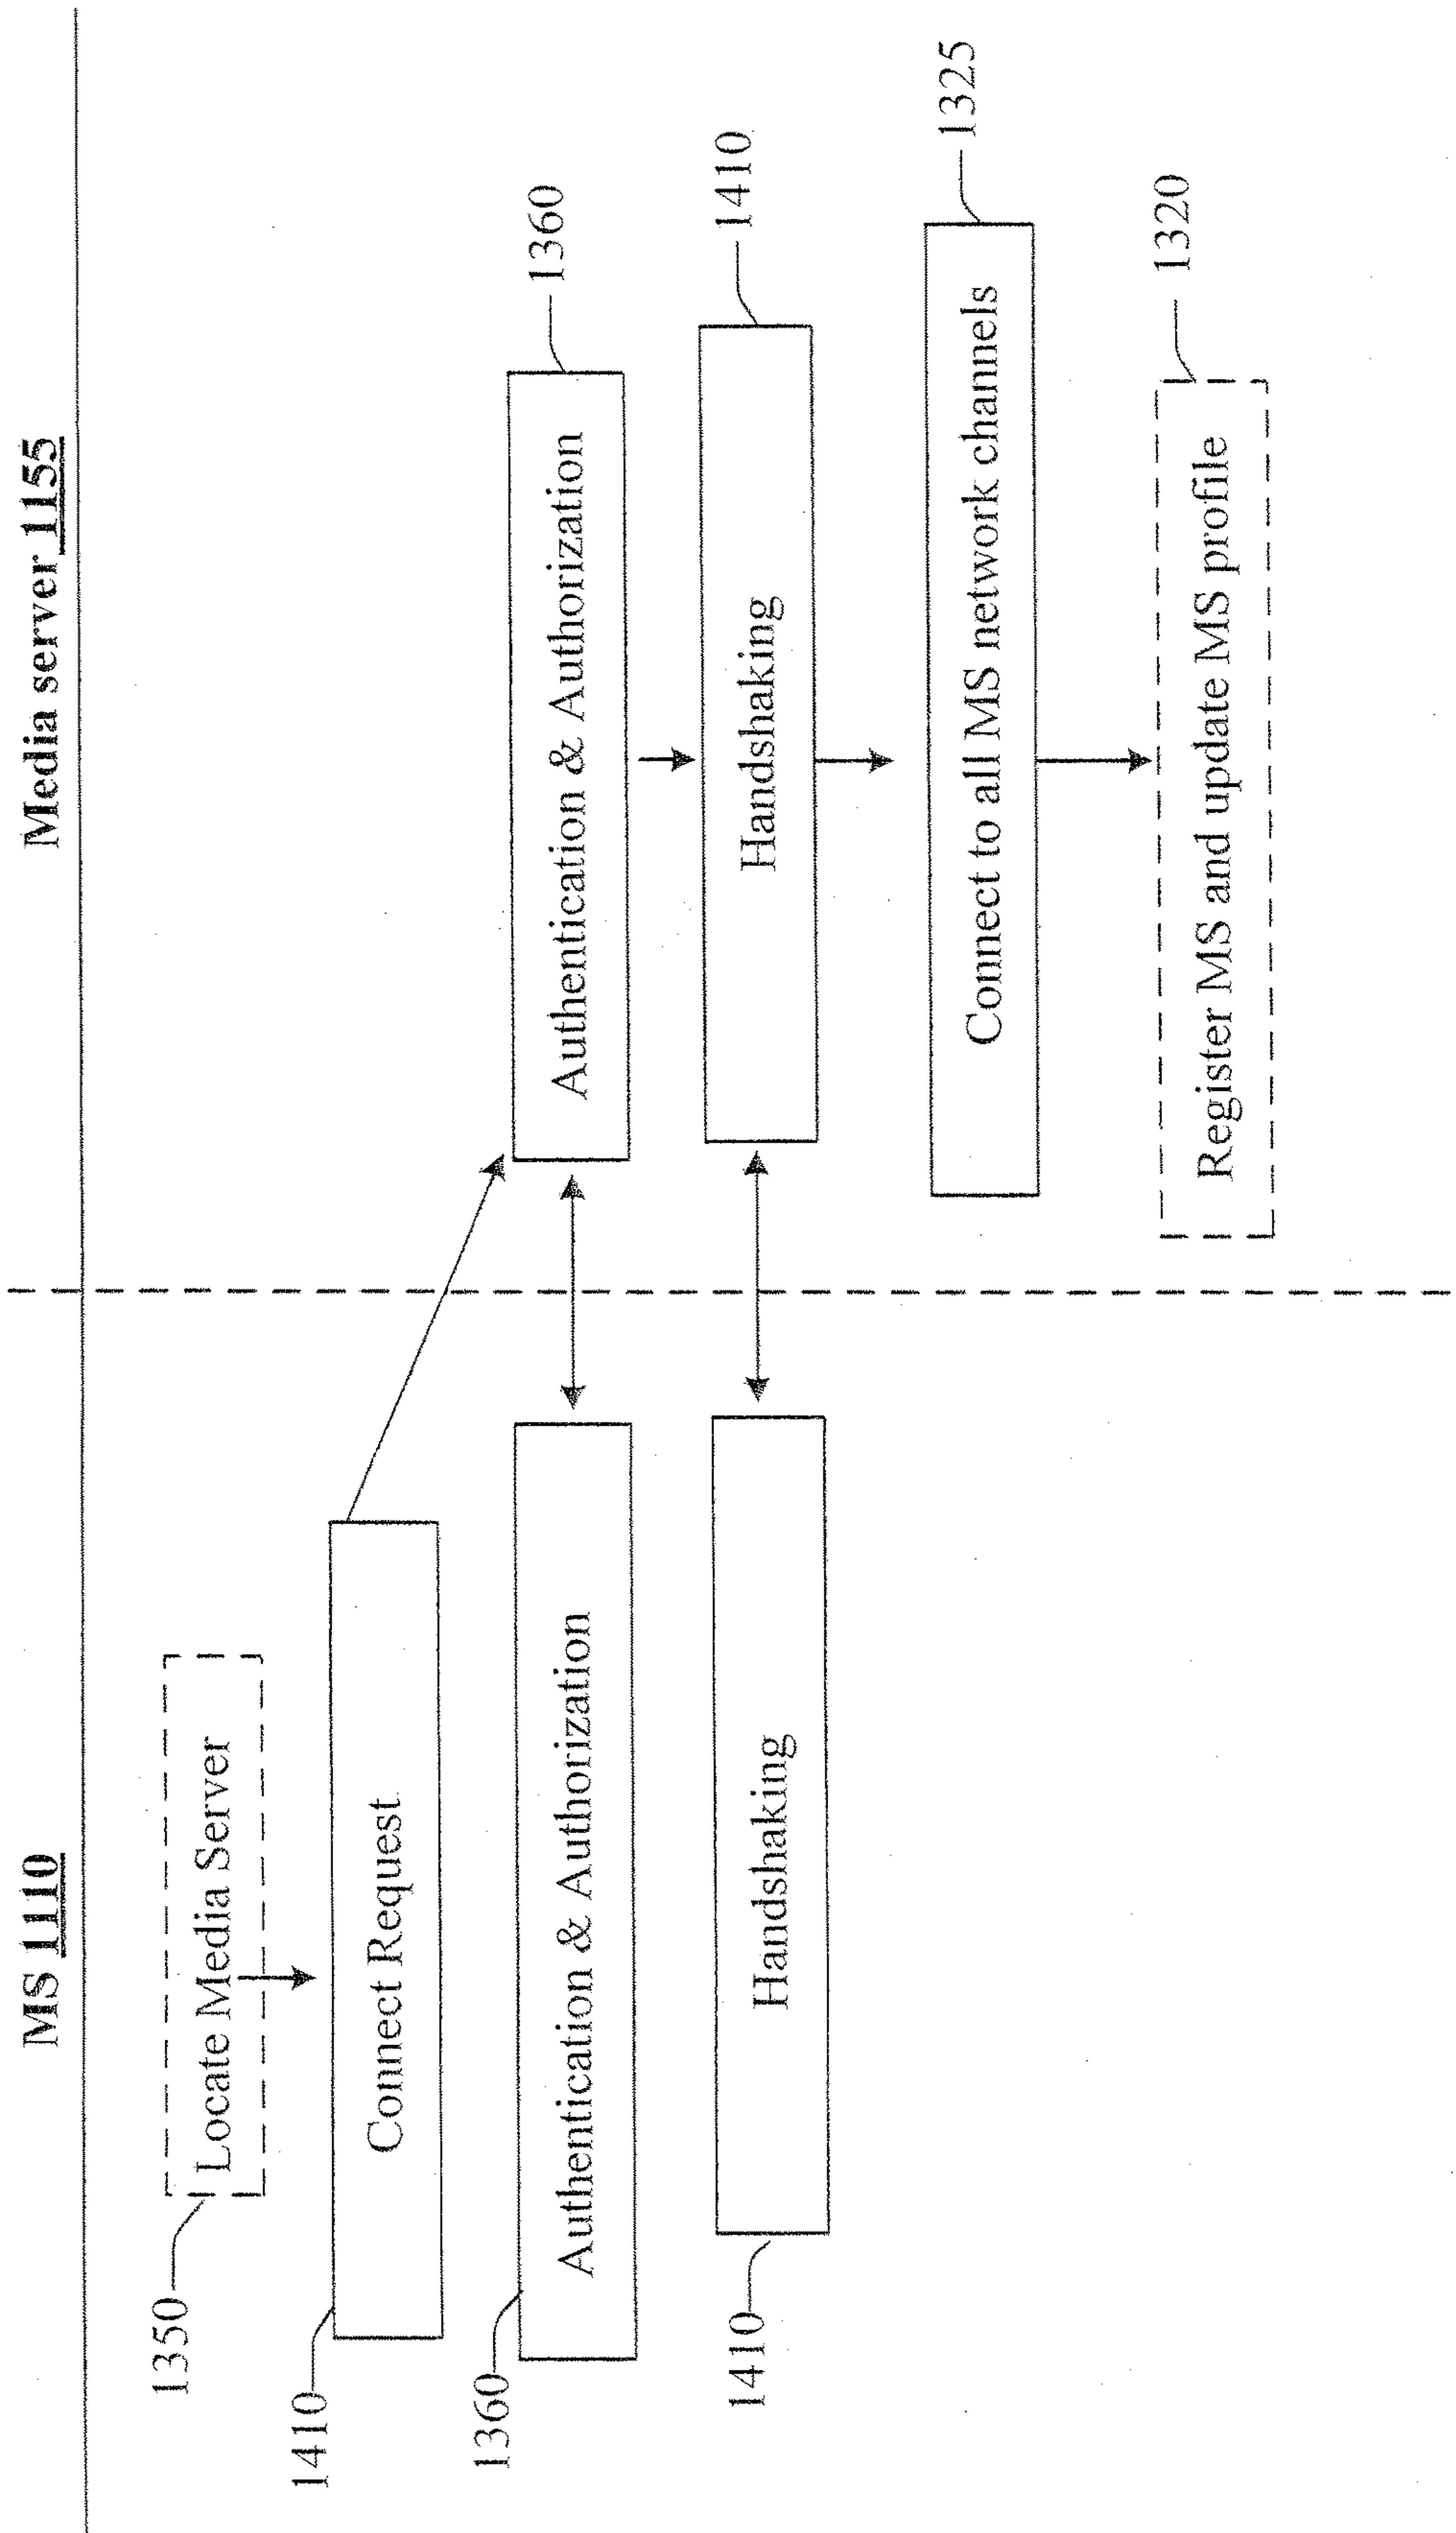 MS 1110
Media server 1155
1350
Locate Media Server
1410
Connect Request
1360
Authentication & Authorization
Authentication & Authorization
1360
1410
Handshaking
Handshaking
1410
Connect to all MS network channels
1325
Register MS and update MS profile
1320